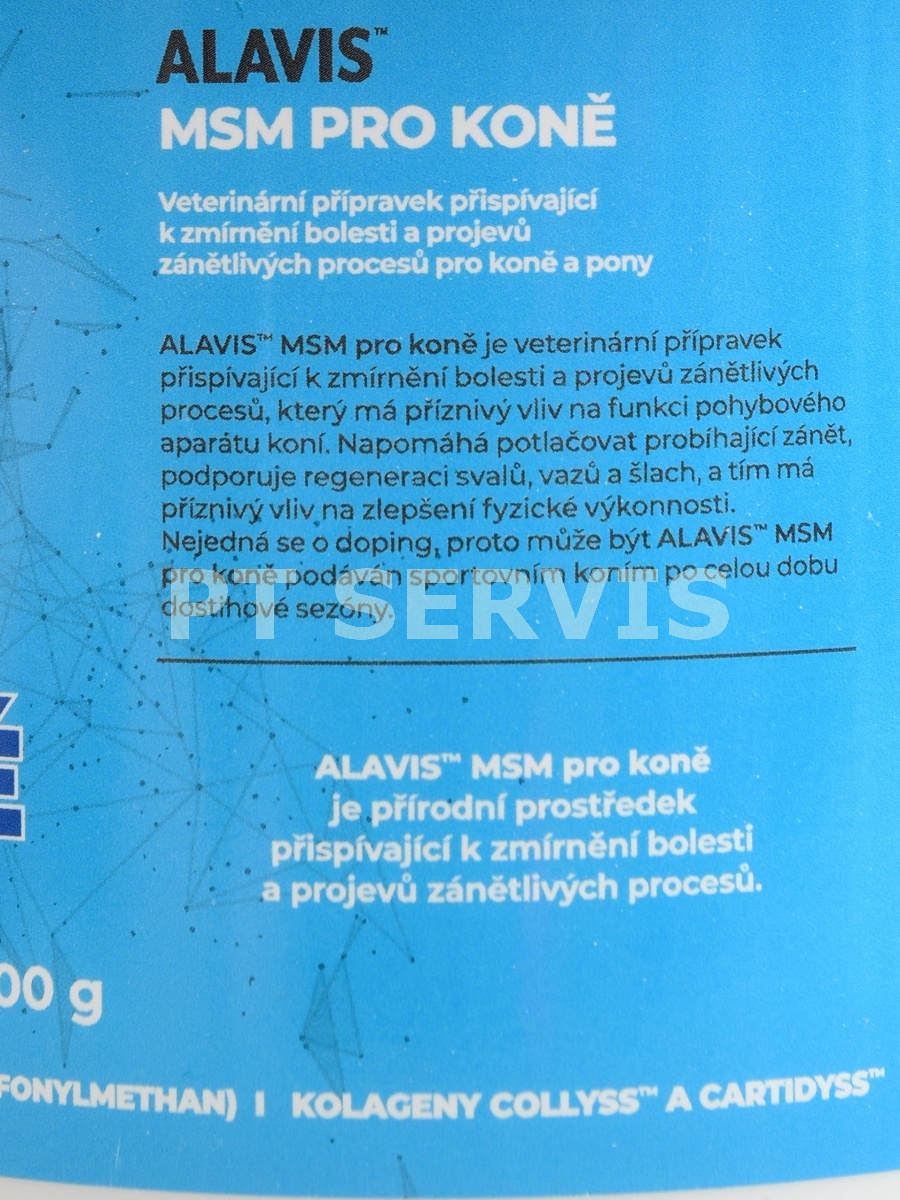 ALAVIS™
MSM PRO KONĚ
Veterinární přípravek přispívající
k zmírnění bolesti a projevů
zánětlivých procesů pro koně a pony
ALAVIS™ MSM pro koně je veterinární přípravek
přispívající k zmírnění bolesti a projevů zánětlivých
procesů, který má příznivý vliv na funkci pohybového
aparátu koní. Napomáhá potlačovat probíhající zánět,
podporuje regeneraci svalů, vazů a šlach, a tím má
příznivý vliv na zlepšení fyzické výkonnosti.
Nejedná se o doping, proto může být ALAVIS™ MSM
pro koně podáván sportovním koním po celou dobu
dostihové sezóny.
PT SERVIS
ALAVIS™ MSM pro koně
je přírodní prostředek
přispívající k zmírnění bolesti
a projevů zánětlivých procesů.
00 g
FONYLMETHAN) I KOLAGENY COLLYSS™ A CARTIDYSS™